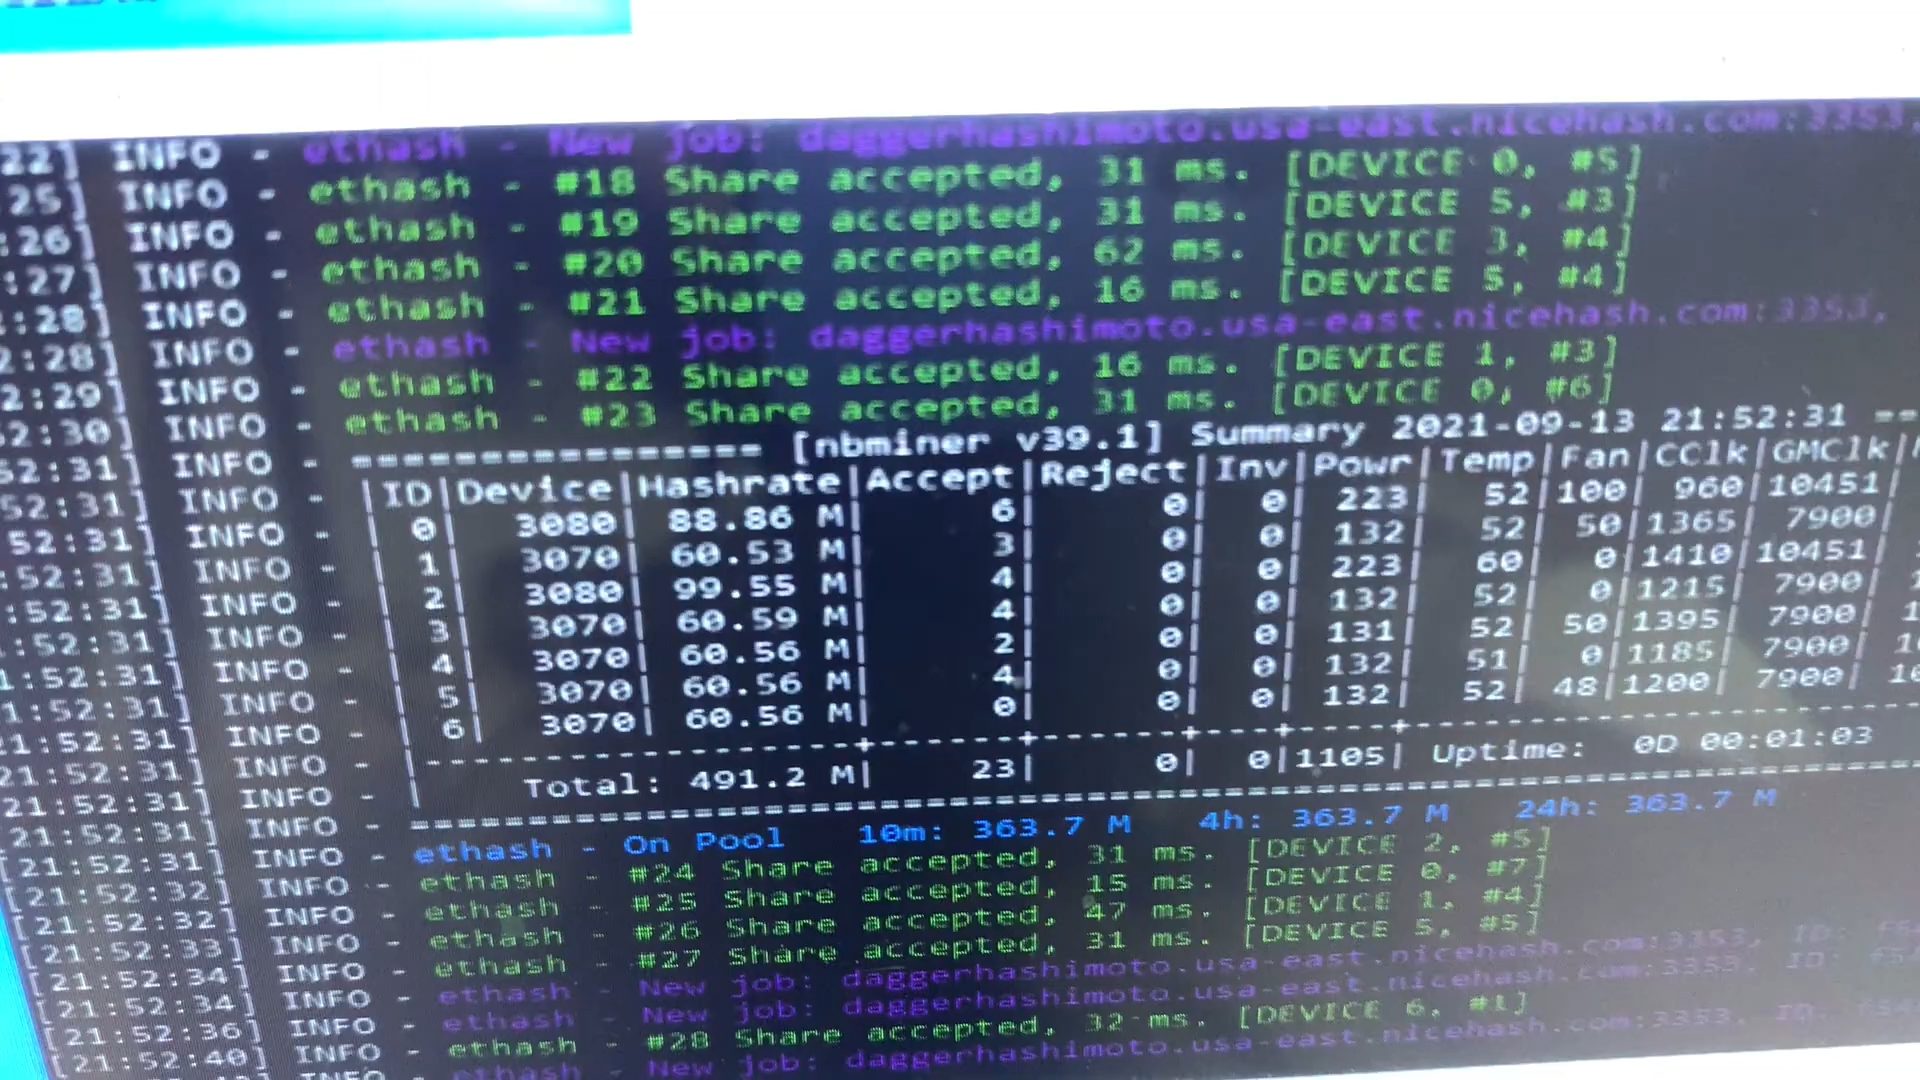 22] INFO - ethash - New job: daggerhashimoto.usa-east.nicehash.com:3353,
:25] INFO - ethash - #18 Share accepted, 31 ms. [DEVICE 0, #5]
:26] INFO - ethash - #19 Share accepted, 31 ms. [DEVICE 5, #3]
:27] INFO - ethash - #20 Share accepted, 62 ms. [DEVICE 3, #4]
:28] INFO - ethash - #21 Share accepted, 16 ms. [DEVICE 5, #4]
2:28] INFO - ethash - New job: daggerhashimoto.usa-east.nicehash.com:3353,
2:29] INFO - ethash - #22 Share accepted, 16 ms. [DEVICE 1, #3]
2:30] INFO - ethash - #23 Share accepted, 31 ms. [DEVICE 0, #6]
52:31] INFO - ================= [nbminer v39.1] Summary 2021-09-13 21:52:31 ==
52:31] INFO - |ID|Device|Hashrate|Accept|Reject|Inv|Powr|Temp|Fan|CClk|GMClk|
52:31] INFO - | 0| 3080| 88.86 M| 6| 0| 0| 223| 52|100| 960|10451|
:52:31] INFO - | 1| 3070| 60.53 M| 3| 0| 0| 132| 52| 50|1365| 7900|
:52:31] INFO - | 2| 3080| 99.55 M| 4| 0| 0| 223| 60| 0|1410|10451|
:52:31] INFO - | 3| 3070| 60.59 M| 4| 0| 0| 132| 52| 0|1215| 7900|
1:52:31] INFO - | 4| 3070| 60.56 M| 2| 0| 0| 131| 52| 50|1395| 7900|
1:52:31] INFO - | 5| 3070| 60.56 M| 4| 0| 0| 132| 51| 0|1185| 7900|
21:52:31] INFO - | 6| 3070| 60.56 M| 0| 0| 0| 132| 52| 48|1200| 7900|
21:52:31] INFO - |------------------+------+------+---+----+
21:52:31] INFO - | Total: 491.2 M| 23| 0| 0|1105| Uptime: 0D 00:01:03
21:52:31] INFO - ================================================
[21:52:31] INFO - ethash - On Pool 10m: 363.7 M 4h: 363.7 M 24h: 363.7 M
[21:52:32] INFO - ethash - #24 Share accepted, 31 ms. [DEVICE 2, #5]
[21:52:32] INFO - ethash - #25 Share accepted, 15 ms. [DEVICE 0, #7]
[21:52:33] INFO - ethash - #26 Share accepted, 47 ms. [DEVICE 1, #4]
[21:52:34] INFO - ethash - #27 Share accepted, 31 ms. [DEVICE 5, #5]
[21:52:34] INFO - ethash - New job: daggerhashimoto.usa-east.nicehash.com:3353, ID:
[21:52:36] INFO - ethash - New job: daggerhashimoto.usa-east.nicehash.com:3353, ID:
[21:52:40] INFO - ethash - #28 Share accepted, 32 ms. [DEVICE 6, #1]
INFO - ethash - New job: daggerhashimoto.usa-east.nicehash.com:3353, ID: